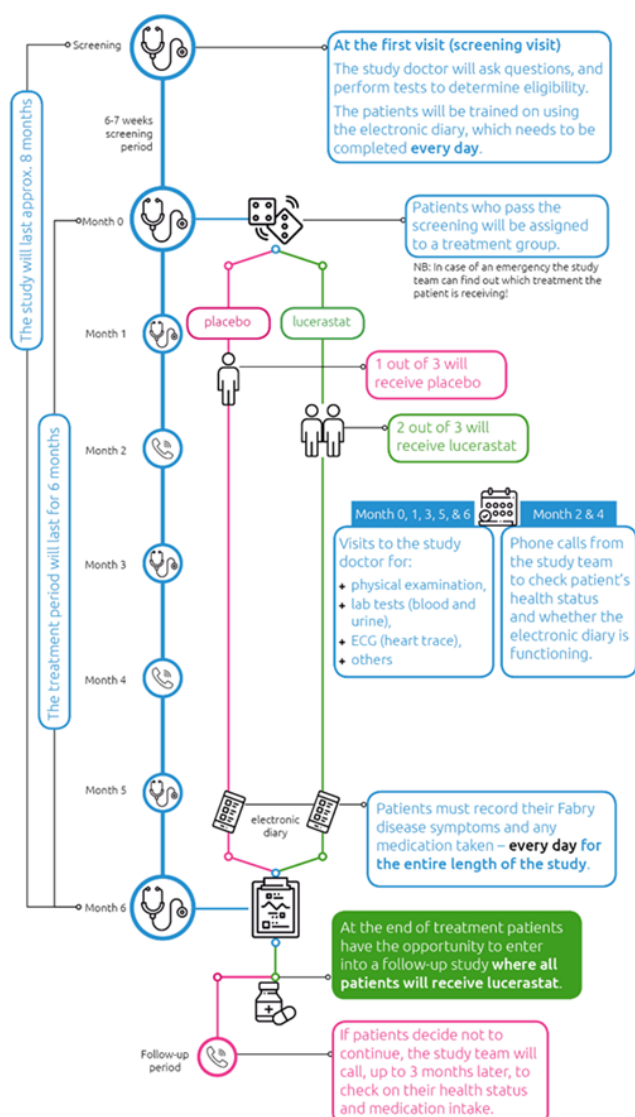 Screening
At the first visit (screening visit)
The study doctor will ask questions, and
perform tests to determine eligibility.
The patients will be trained on using
the electronic diary, which needs to be
completed every day.
The study will last approx. 8 months
6-7 weeks
screening
period
Month 0
Patients who pass the
screening will be assigned
to a treatment group.
NB: In case of an emergency the study
team can find out which treatment the
patient is receiving!
placebo
lucerastat
Month 1
1 out of 3 will
receive placebo
2 out of 3 will
receive lucerastat
Month 2
The treatment period will last for 6 months
Month 0, 1, 3, 5, & 6
Visits to the study
doctor for:
+ physical examination,
+ lab tests (blood and
urine),
+ ECG (heart trace),
+ others
Month 2 & 4
Phone calls from
the study team
to check patient's
health status
and whether the
electronic diary is
functioning.
Month 3
Month 4
Month 5
electronic
diary
Patients must record their Fabry
disease symptoms and any
medication taken – every day for
the entire length of the study.
Month 6
At the end of treatment patients
have the opportunity to enter
into a follow-up study where all
patients will receive lucerastat.
Follow-up
period
If patients decide not to
continue, the study team will
call, up to 3 months later, to
check on their health status
and medication intake.